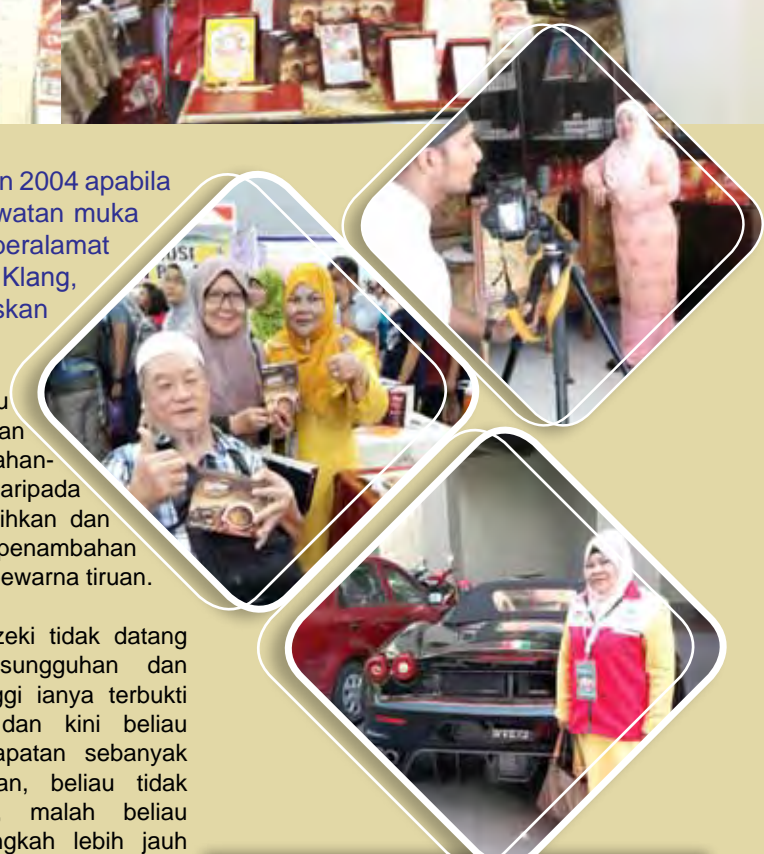 n 2004 apabila
watan muka
beralamat
Klang,
skan
u
an
ahan-
aripada
ihkan dan
penambahan
ewarna tiruan.
zeki tidak datang
sungguhan dan
ggi ianya terbukti
dan kini beliau
apatan sebanyak
an, beliau tidak
malah beliau
ngkah lebih jauh